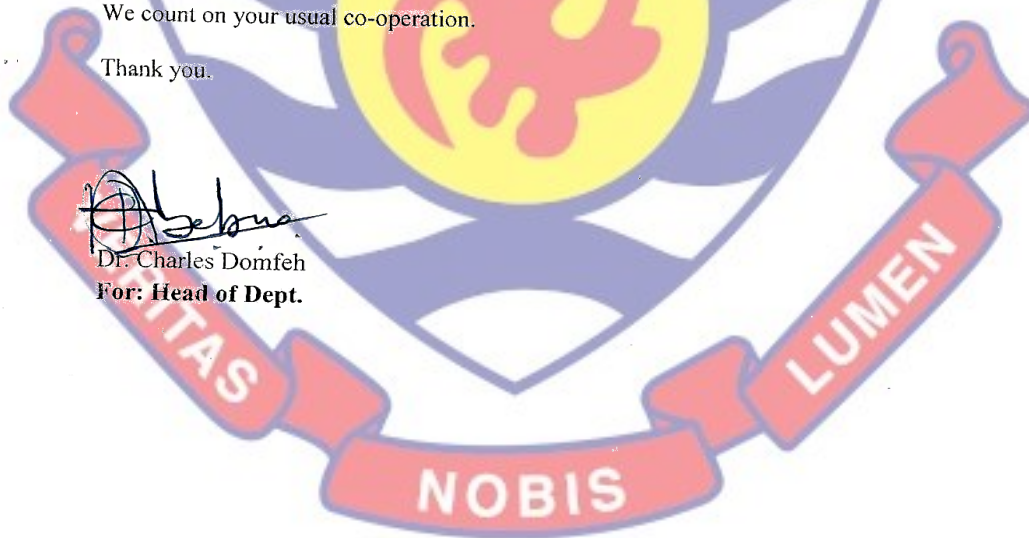 We count on your usual co-operation.
Thank you.
Dr. Charles Domfeh
For: Head of Dept.
VERITAS
NOBIS
LUMEN